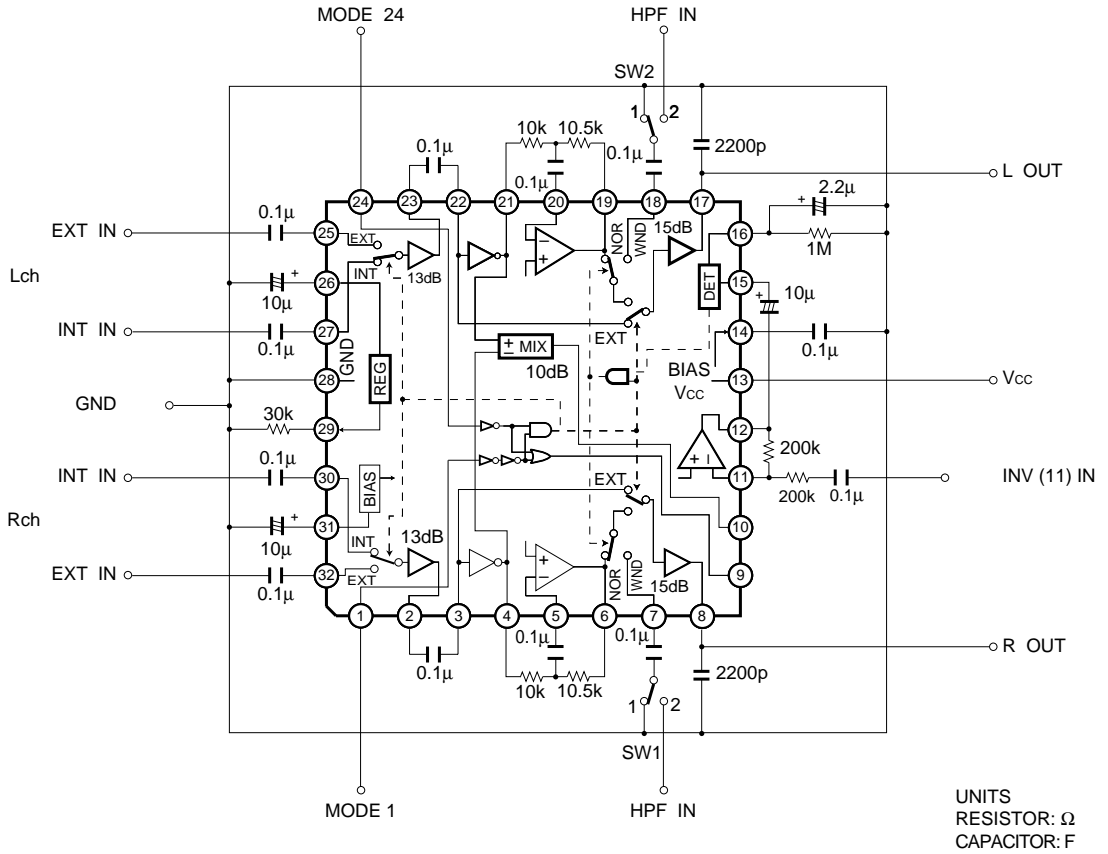 MODE 24
HPF IN
SW2
1 2
10k 10.5k
0.1µ
0.1µ
0.1µ
2200p
L OUT
2.2µ
+
24 23 22 21 20 19 18 17
EXT IN
0.1µ
25
EXT
INT
13dB
NOR
WND
15dB
16
1M
Lch
10µ
+
26
DET
15
+
10µ
INT IN
0.1µ
27
EXT
14
0.1µ
GND
REG
± MIX
10dB
BIAS
VCC
28
13
VCC
GND
30k
29
12
200k
INT IN
0.1µ
30
BIAS
+ −
11
200k
0.1µ
INV (11) IN
Rch
10µ
+
31
INT
EXT
13dB
EXT
10
EXT IN
0.1µ
32
− +
− +
NOR
WND
15dB
9
1 2 3 4 5 6 7 8
0.1µ
0.1µ
0.1µ
10k 10.5k
2200p
R OUT
1 2
SW1
MODE 1
HPF IN
UNITS
RESISTOR: Ω
CAPACITOR: F